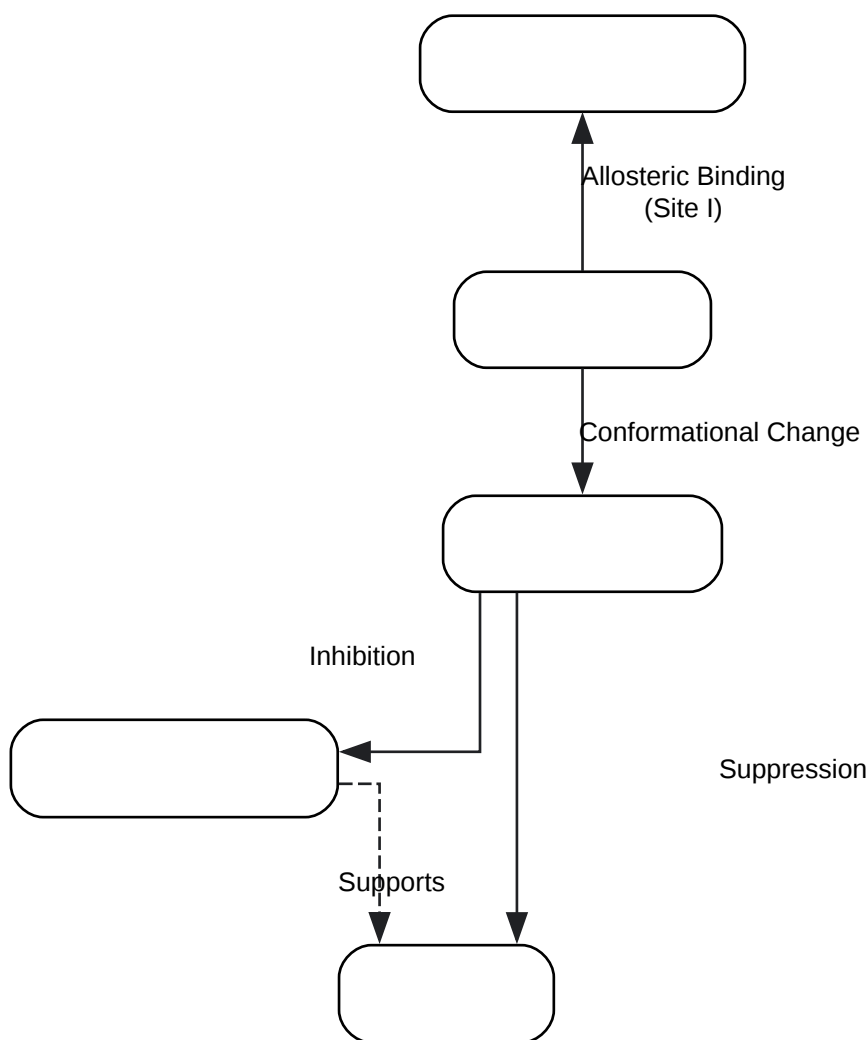 Allosteric Binding
(Site I)
Conformational Change
Inhibition
Suppression
Supports